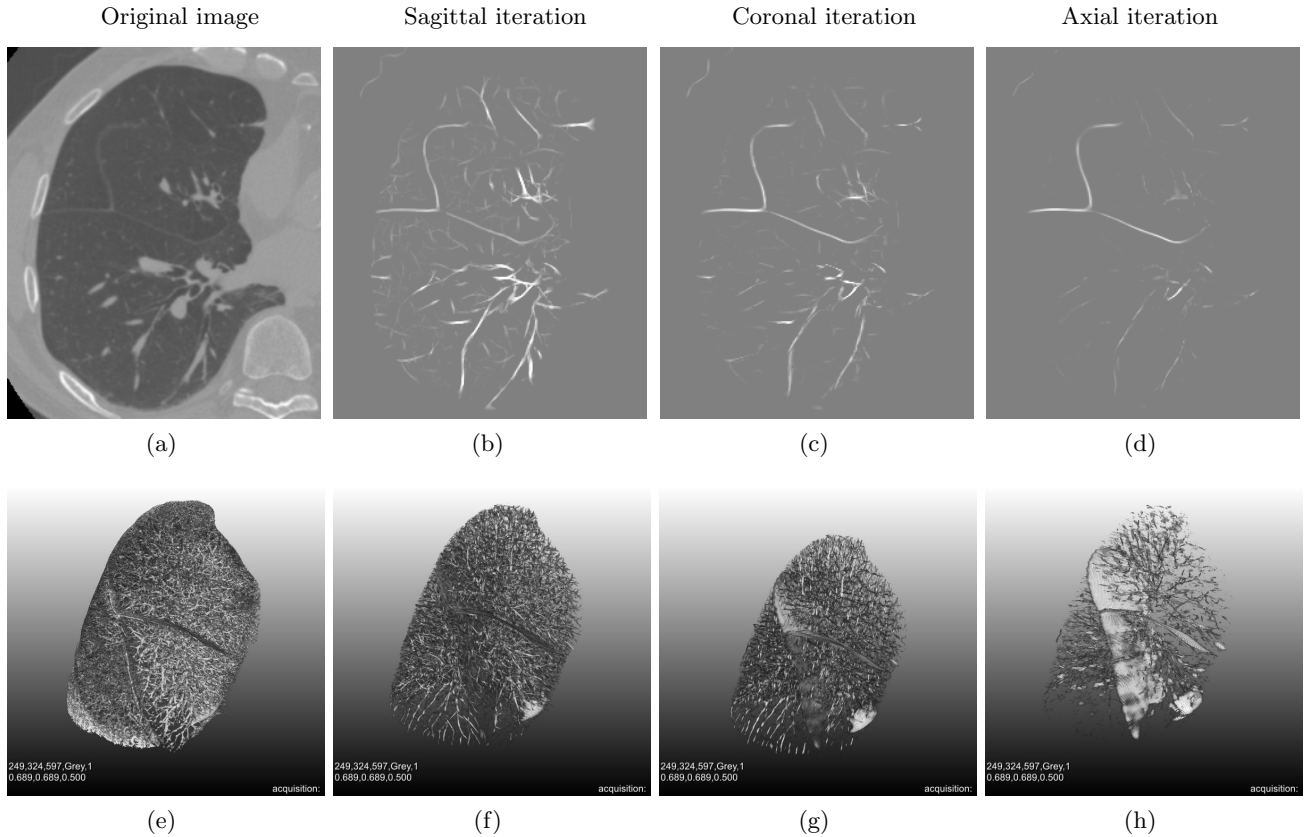 Original image Sagittal iteration Coronal iteration Axial iteration
(a) (b) (c) (d)
249,324,597,Grey,1 249,324,597,Grey,1 249,324,597,Grey,1 249,324,597,Grey,1
0.689,0.689,0.500 0.689,0.689,0.500 0.689,0.689,0.500 0.689,0.689,0.500
acquisition: acquisition: acquisition: acquisition:
(e) (f) (g) (h)